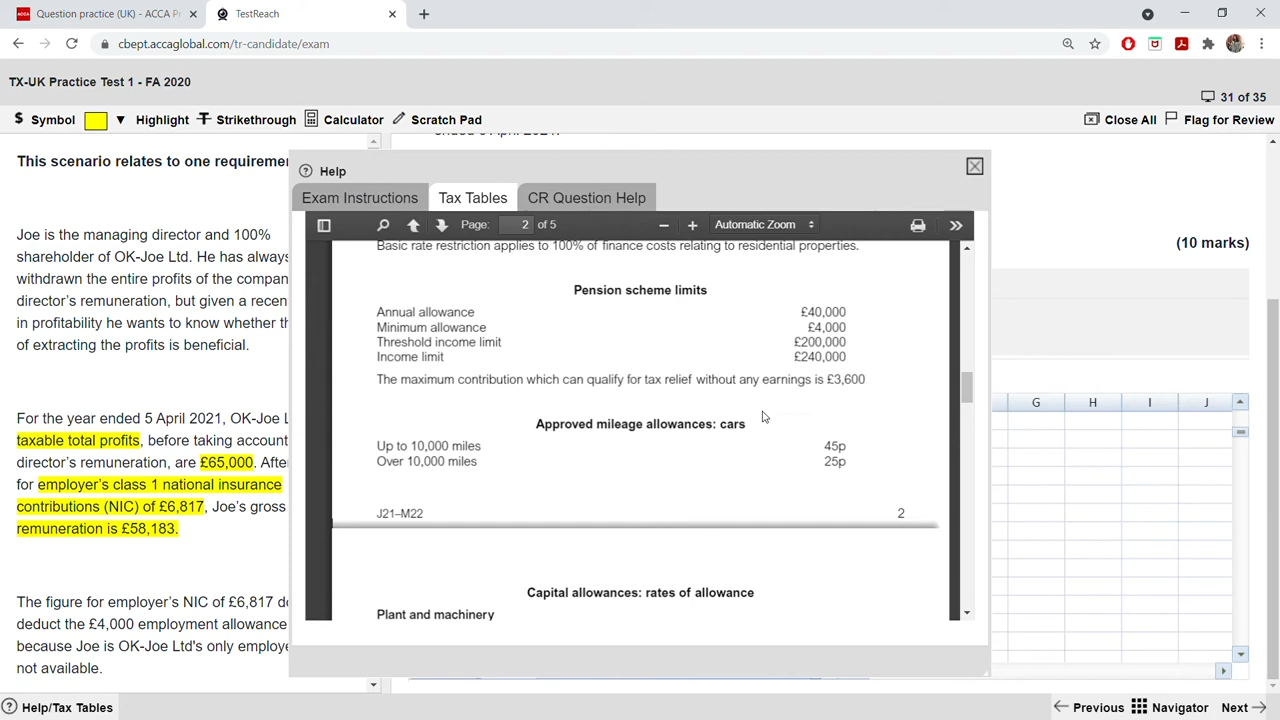 Question practice (UK) - ACCA P
TestReach
cbept.accaglobal.com/tr-candidate/exam
TX-UK Practice Test 1 - FA 2020
31 of 35
$ Symbol
Highlight
T Strikethrough
Calculator
Scratch Pad
Close All
Flag for Review
This scenario relates to one requireme
(10 marks)
Joe is the managing director and 100%
shareholder of OK-Joe Ltd. He has always
withdrawn the entire profits of the compan
director's remuneration, but given a recen
in profitability he wants to know whether th
of extracting the profits is beneficial.
For the year ended 5 April 2021, OK-Joe L
taxable total profits, before taking account
director's remuneration, are £65,000. Afte
for employer's class 1 national insurance
contributions (NIC) of £6,817, Joe's gross
remuneration is £58,183.
The figure for employer's NIC of £6,817 d
deduct the £4,000 employment allowance
because Joe is OK-Joe Ltd's only employe
not available.
? Help
Exam Instructions
Tax Tables
CR Question Help
Page: 2 of 5
Automatic Zoom
Basic rate restriction applies to 100% of finance costs relating to residential properties.
Pension scheme limits
Annual allowance £40,000
Minimum allowance £4,000
Threshold income limit £200,000
Income limit £240,000
The maximum contribution which can qualify for tax relief without any earnings is £3,600
Approved mileage allowances: cars
Up to 10,000 miles 45p
Over 10,000 miles 25p
J21–M22 2
Capital allowances: rates of allowance
Plant and machinery
G H I J
? Help/Tax Tables
Previous
Navigator
Next